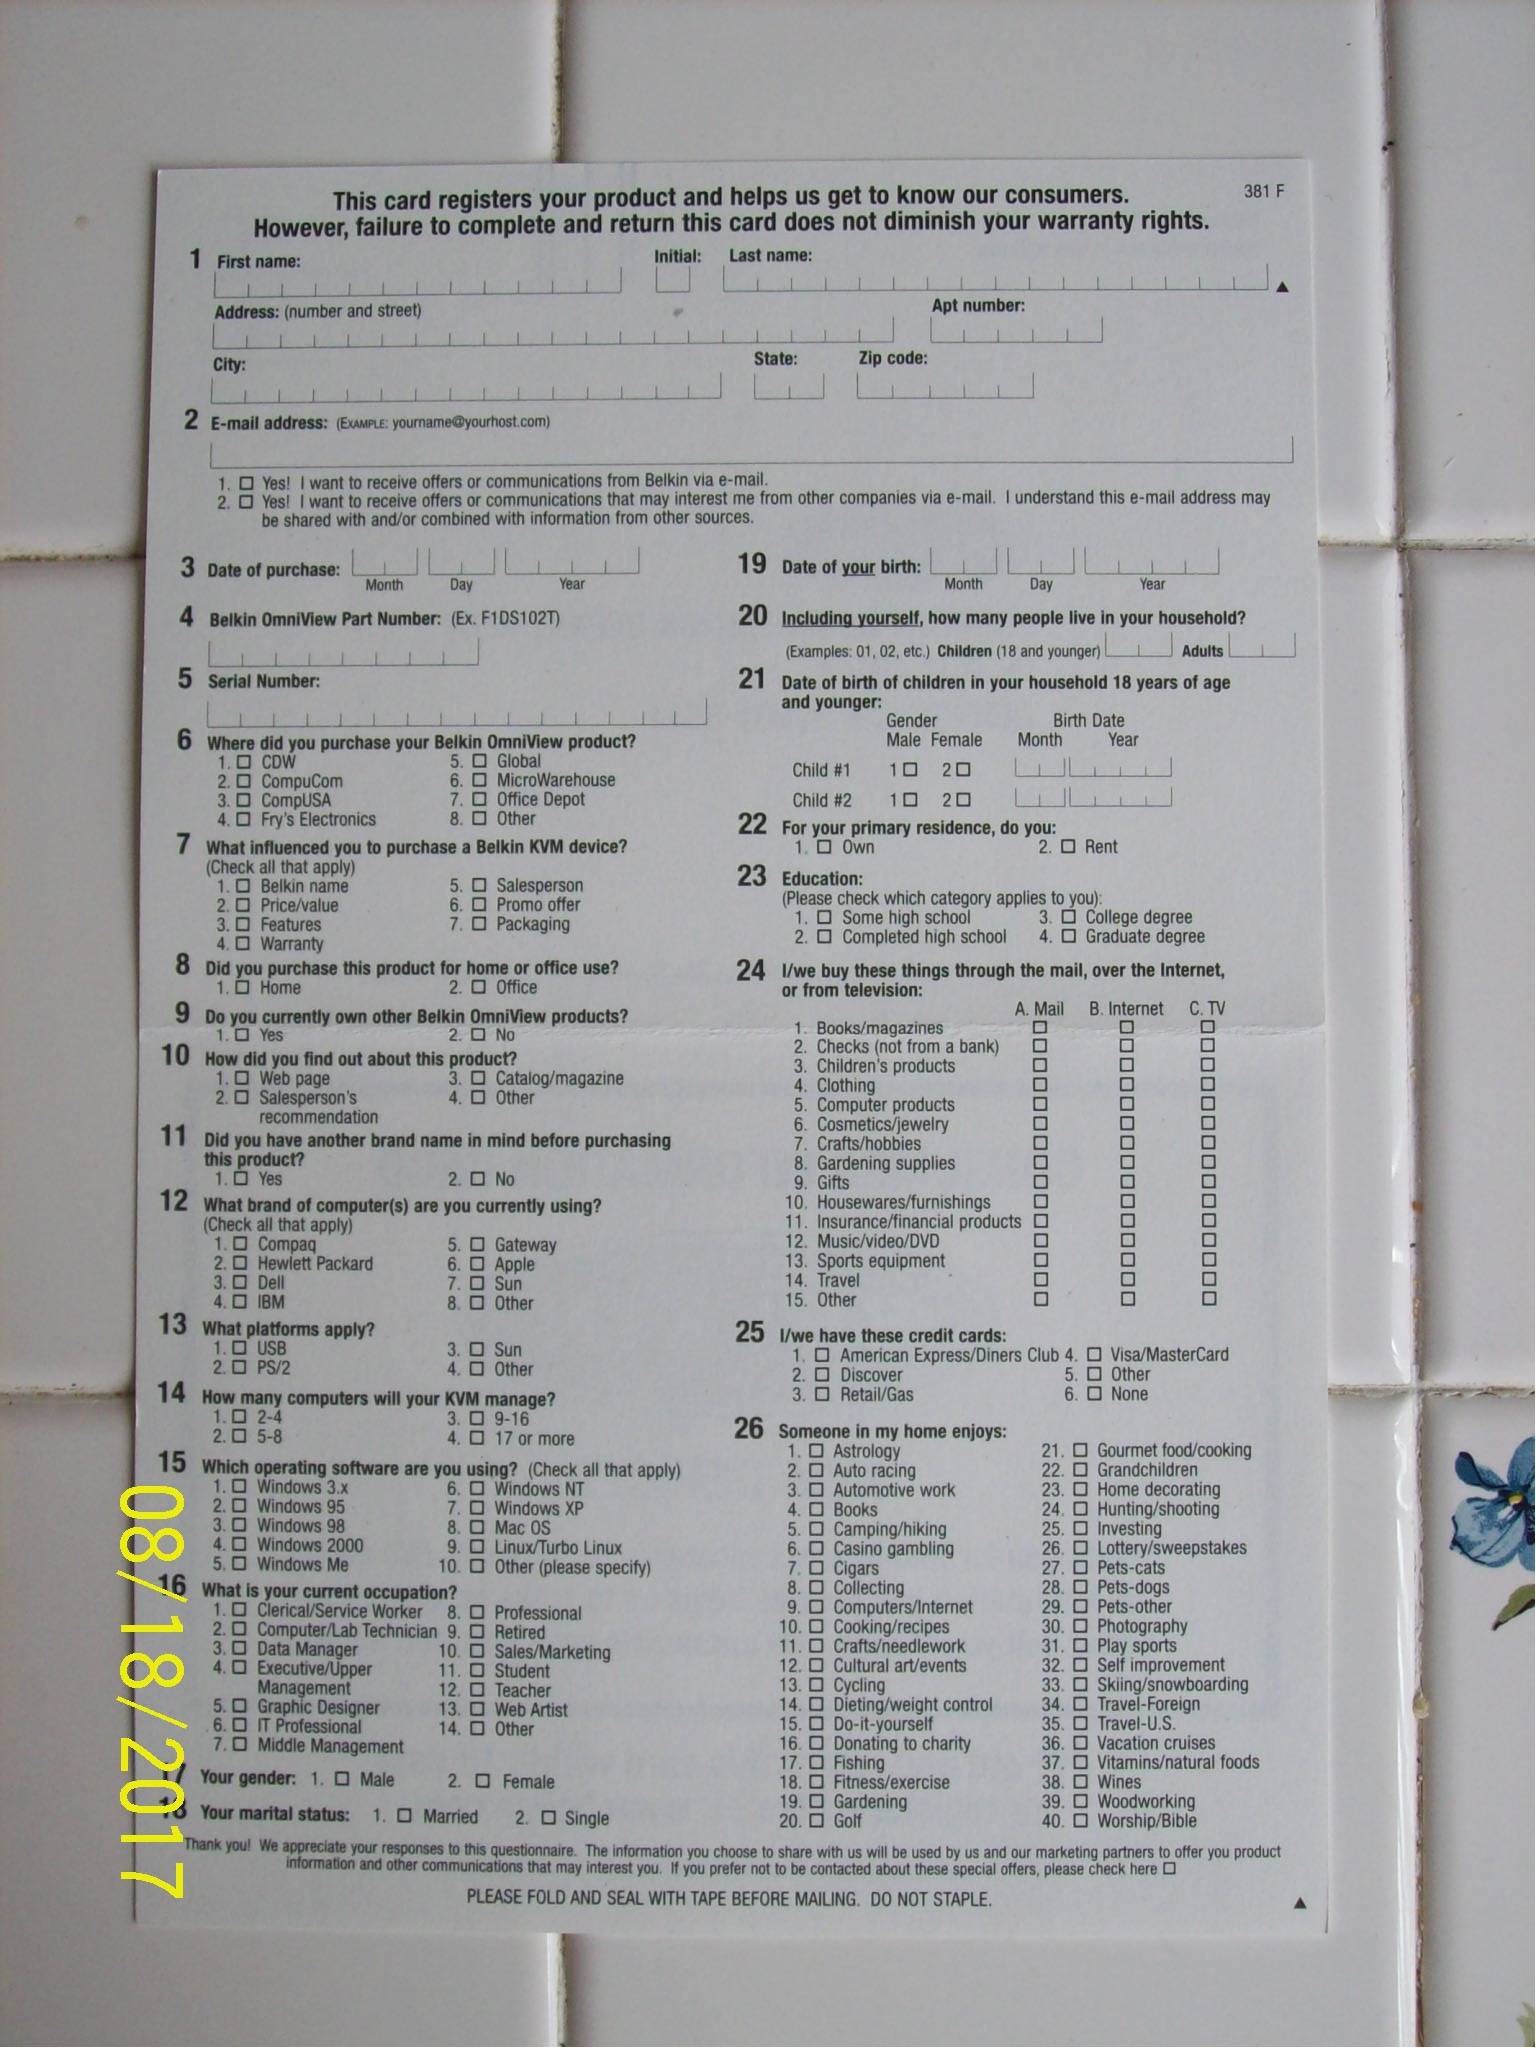 This card registers your product and helps us get to know our consumers.
However, failure to complete and return this card does not diminish your warranty rights.
381 F
1 First name: Initial: Last name:
Address: (number and street) Apt number:
City: State: Zip code:
2 E-mail address: (EXAMPLE: yourname@yourhost.com)
1. Yes! I want to receive offers or communications from Belkin via e-mail.
2. Yes! I want to receive offers or communications that may interest me from other companies via e-mail. I understand this e-mail address may
be shared with and/or combined with information from other sources.
3 Date of purchase:
Month Day Year
4 Belkin OmniView Part Number: (Ex. F1DS102T)
5 Serial Number:
6 Where did you purchase your Belkin OmniView product?
1. CDW 5. Global
2. CompuCom 6. MicroWarehouse
3. CompUSA 7. Office Depot
4. Fry's Electronics 8. Other
7 What influenced you to purchase a Belkin KVM device?
(Check all that apply)
1. Belkin name 5. Salesperson
2. Price/value 6. Promo offer
3. Features 7. Packaging
4. Warranty
8 Did you purchase this product for home or office use?
1. Home 2. Office
9 Do you currently own other Belkin OmniView products?
1. Yes 2. No
10 How did you find out about this product?
1. Web page 3. Catalog/magazine
2. Salesperson's 4. Other
recommendation
11 Did you have another brand name in mind before purchasing
this product?
1. Yes 2. No
12 What brand of computer(s) are you currently using?
(Check all that apply)
1. Compaq 5. Gateway
2. Hewlett Packard 6. Apple
3. Dell 7. Sun
4. IBM 8. Other
13 What platforms apply?
1. USB 3. Sun
2. PS/2 4. Other
14 How many computers will your KVM manage?
1. 2-4 3. 9-16
2. 5-8 4. 17 or more
15 Which operating software are you using? (Check all that apply)
1. Windows 3.x 6. Windows NT
2. Windows 95 7. Windows XP
3. Windows 98 8. Mac OS
4. Windows 2000 9. Linux/Turbo Linux
5. Windows Me 10. Other (please specify)
16 What is your current occupation?
1. Clerical/Service Worker 8. Professional
2. Computer/Lab Technician 9. Retired
3. Data Manager 10. Sales/Marketing
4. Executive/Upper 11. Student
Management 12. Teacher
5. Graphic Designer 13. Web Artist
6. IT Professional 14. Other
7. Middle Management
17 Your gender: 1. Male 2. Female
18 Your marital status: 1. Married 2. Single
19 Date of your birth:
Month Day Year
20 Including yourself, how many people live in your household?
(Examples: 01, 02, etc.) Children (18 and younger) Adults
21 Date of birth of children in your household 18 years of age
and younger:
Gender Birth Date
Male Female Month Year
Child #1 1 2
Child #2 1 2
22 For your primary residence, do you:
1. Own 2. Rent
23 Education:
(Please check which category applies to you):
1. Some high school 3. College degree
2. Completed high school 4. Graduate degree
24 I/we buy these things through the mail, over the Internet,
or from television:
A. Mail B. Internet C. TV
1. Books/magazines
2. Checks (not from a bank)
3. Children's products
4. Clothing
5. Computer products
6. Cosmetics/jewelry
7. Crafts/hobbies
8. Gardening supplies
9. Gifts
10. Housewares/furnishings
11. Insurance/financial products
12. Music/video/DVD
13. Sports equipment
14. Travel
15. Other
25 I/we have these credit cards:
1. American Express/Diners Club 4. Visa/MasterCard
2. Discover 5. Other
3. Retail/Gas 6. None
26 Someone in my home enjoys:
1. Astrology 21. Gourmet food/cooking
2. Auto racing 22. Grandchildren
3. Automotive work 23. Home decorating
4. Books 24. Hunting/shooting
5. Camping/hiking 25. Investing
6. Casino gambling 26. Lottery/sweepstakes
7. Cigars 27. Pets-cats
8. Collecting 28. Pets-dogs
9. Computers/Internet 29. Pets-other
10. Cooking/recipes 30. Photography
11. Crafts/needlework 31. Play sports
12. Cultural art/events 32. Self improvement
13. Cycling 33. Skiing/snowboarding
14. Dieting/weight control 34. Travel-Foreign
15. Do-it-yourself 35. Travel-U.S.
16. Donating to charity 36. Vacation cruises
17. Fishing 37. Vitamins/natural foods
18. Fitness/exercise 38. Wines
19. Gardening 39. Woodworking
20. Golf 40. Worship/Bible
Thank you! We appreciate your responses to this questionnaire. The information you choose to share with us will be used by us and our marketing partners to offer you product
information and other communications that may interest you. If you prefer not to be contacted about these special offers, please check here
PLEASE FOLD AND SEAL WITH TAPE BEFORE MAILING. DO NOT STAPLE.
08/18/2017